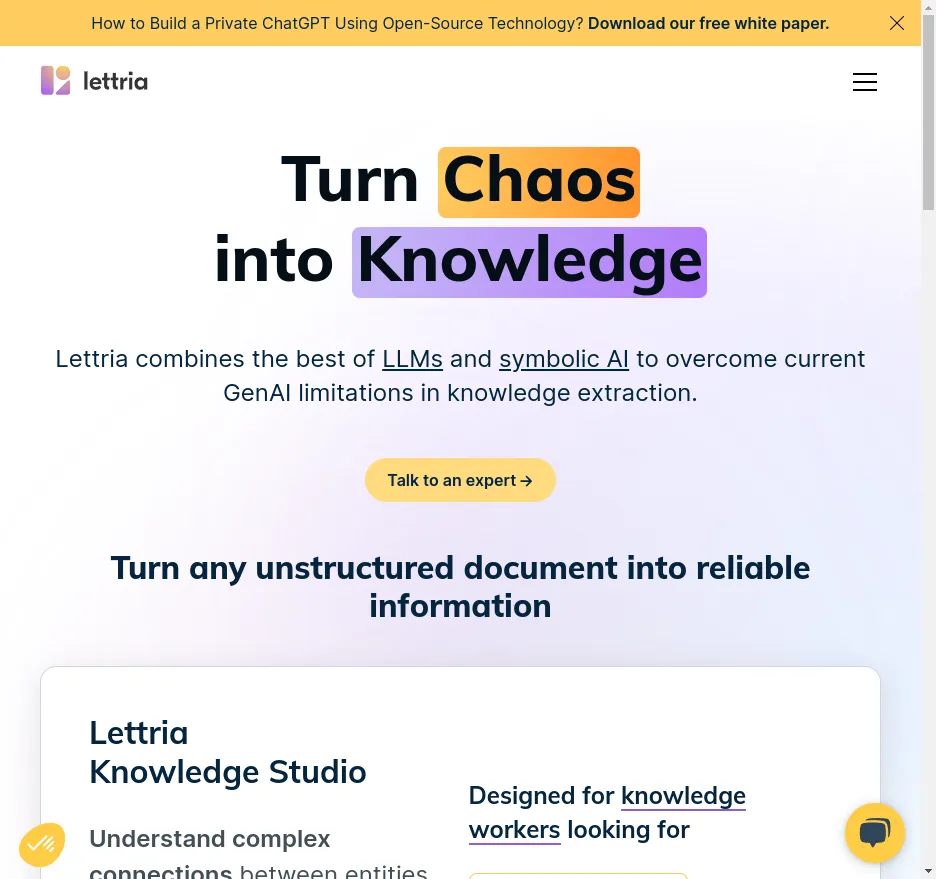 How to Build a Private ChatGPT Using Open-Source Technology? Download our free white paper.
lettria
Turn Chaos
into Knowledge
Lettria combines the best of LLMs and symbolic AI to overcome current
GenAI limitations in knowledge extraction.
Talk to an expert →
Turn any unstructured document into reliable
information
Lettria
Knowledge Studio
Understand complex
connections between entities
Designed for knowledge
workers looking for